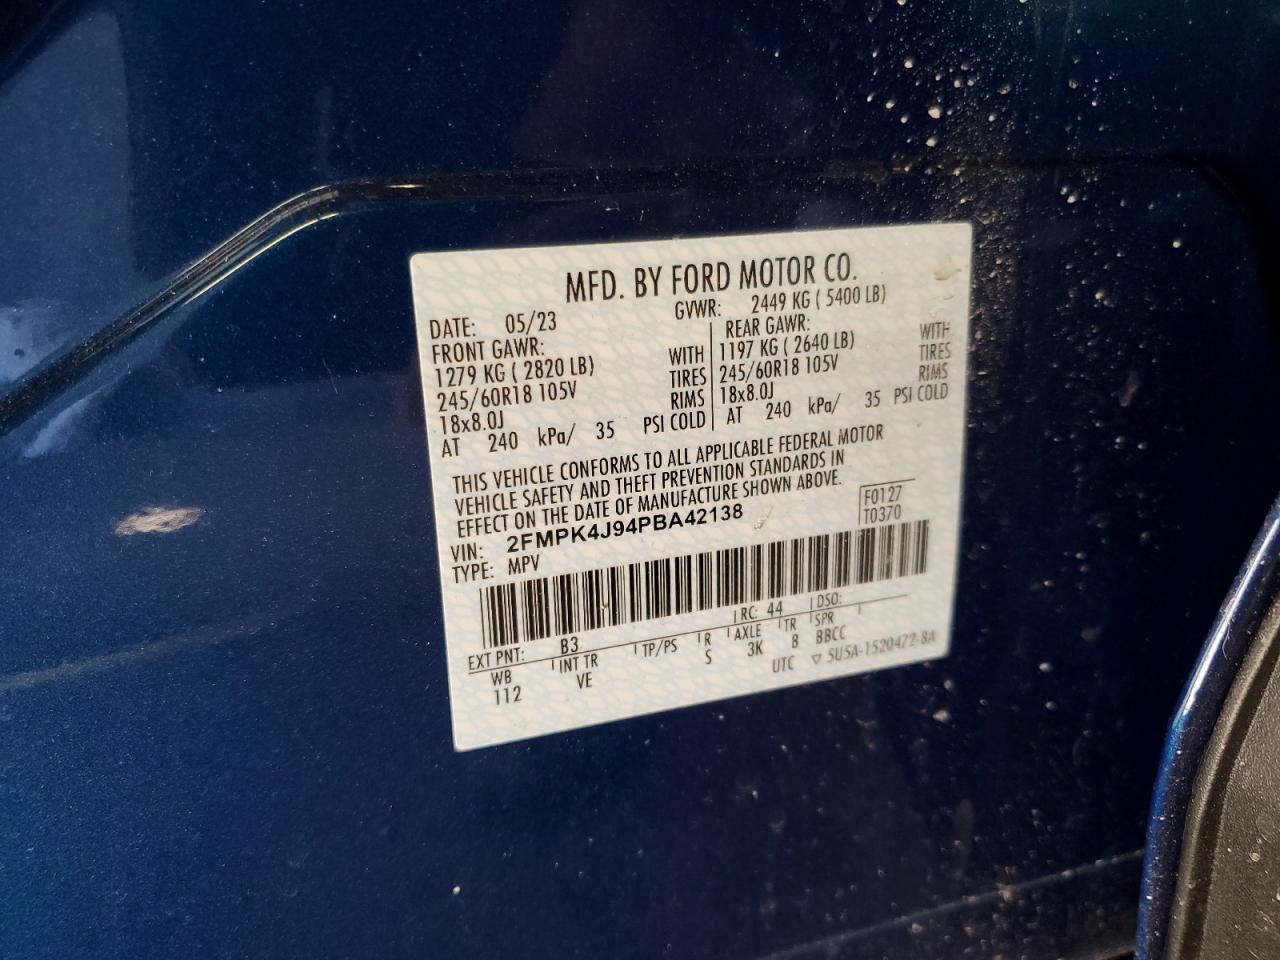 MFD. BY FORD MOTOR CO.
DATE: 05/23 GVWR: 2449 KG ( 5400 LB)
FRONT GAWR:
1279 KG ( 2820 LB) WITH
245/60R18 105V TIRES
18x8.0J RIMS
AT 240 kPa/ 35 PSI COLD
REAR GAWR: WITH
1197 KG ( 2640 LB) TIRES
245/60R18 105V RIMS
18x8.0J
AT 240 kPa/ 35 PSI COLD
THIS VEHICLE CONFORMS TO ALL APPLICABLE FEDERAL MOTOR
VEHICLE SAFETY AND THEFT PREVENTION STANDARDS IN
EFFECT ON THE DATE OF MANUFACTURE SHOWN ABOVE.
F0127
T0370
VIN: 2FMPK4J94PBA42138
TYPE: MPV
EXT PNT: B3 RC: 44 DSO:
WB INT TR TP/PS R AXLE TR SPR
112 VE S 3K 8 BBCC
UTC ▽ 5U5A-1520472-8A